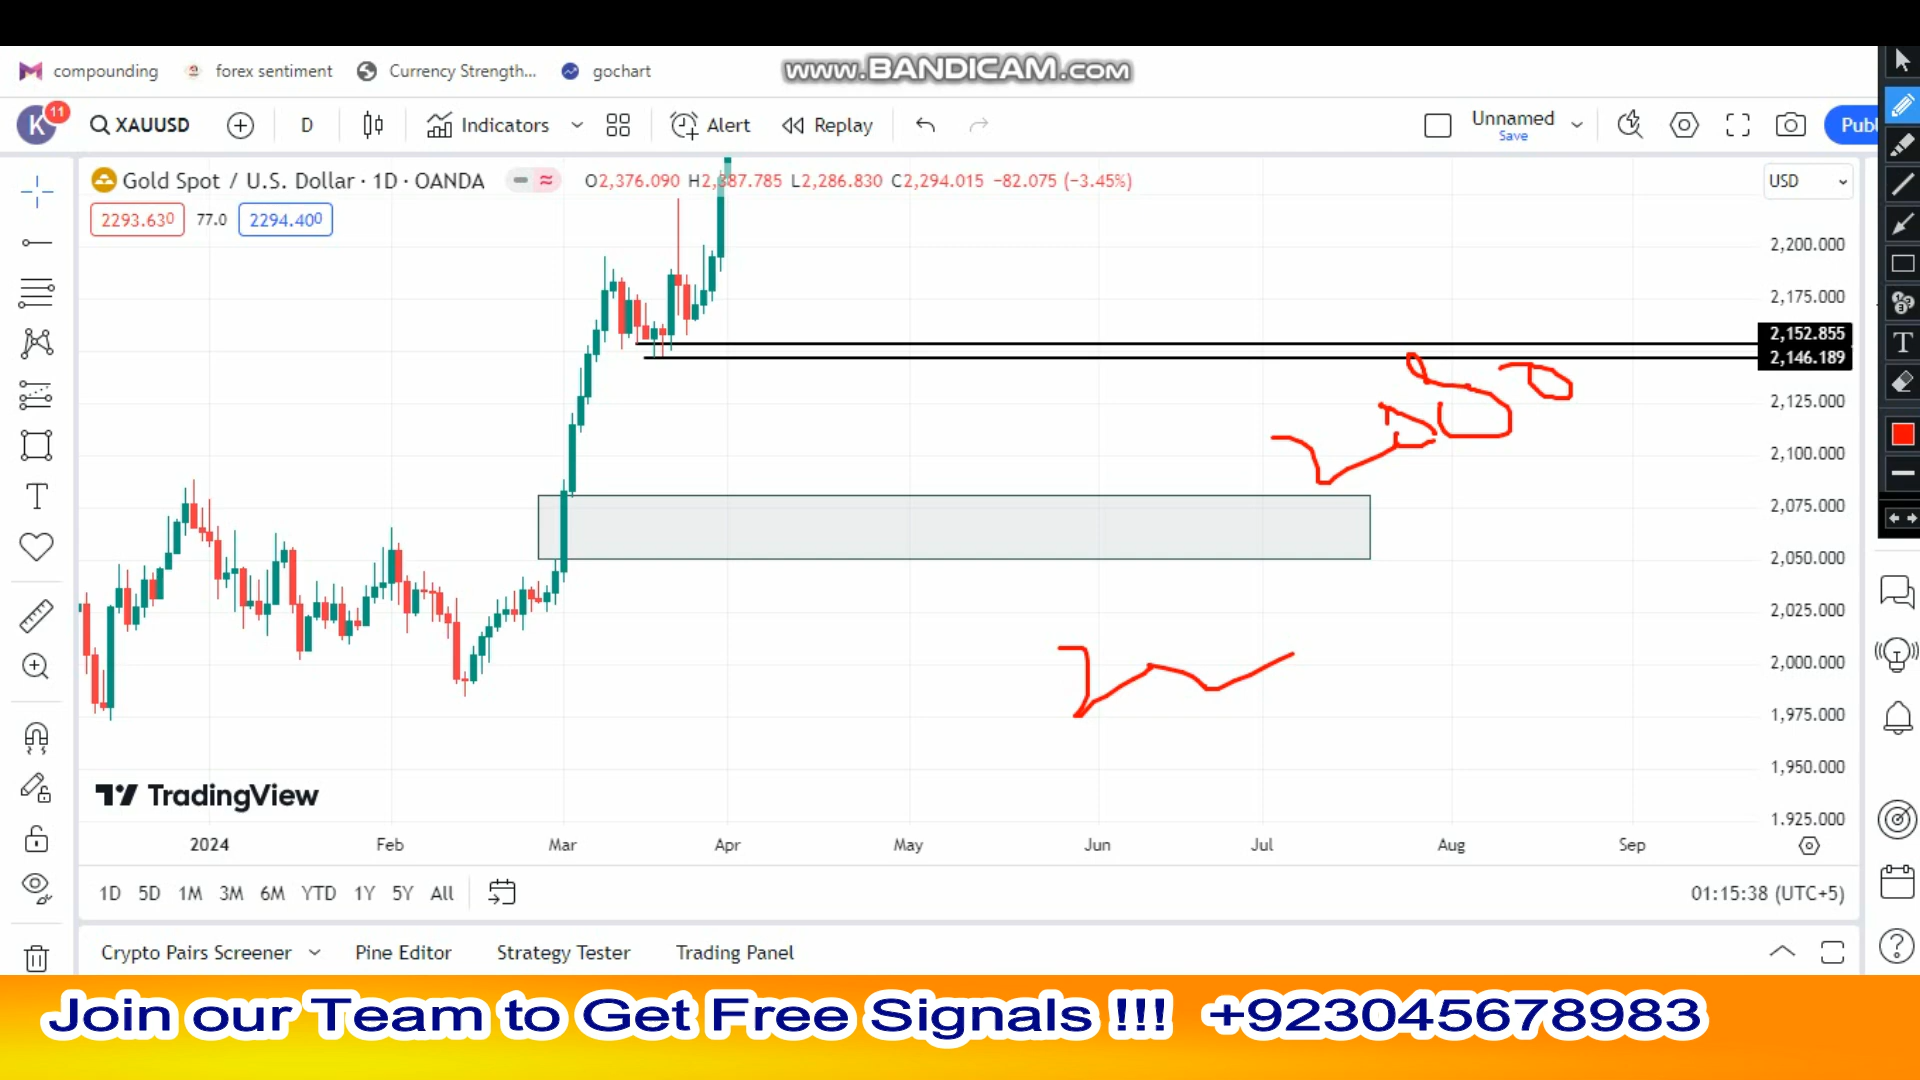 compounding forex sentiment Currency Strength... gochart www.BANDICAM.com
K 11 XAUUSD D Indicators Alert Replay Unnamed Save Publ
Gold Spot / U.S. Dollar · 1D · OANDA O2,376.090 H2,387.785 L2,286.830 C2,294.015 −82.075 (−3.45%) USD
2293.630 77.0 2294.400
2,200.000
2,175.000
2,152.855
2,146.189
2,125.000
2,100.000
2,075.000
2,050.000
2,025.000
2,000.000
1,975.000
1,950.000
1,925.000
TradingView
2024 Feb Mar Apr May Jun Jul Aug Sep
1D 5D 1M 3M 6M YTD 1Y 5Y All 01:15:38 (UTC+5)
Crypto Pairs Screener Pine Editor Strategy Tester Trading Panel
Join our Team to Get Free Signals !!! +923045678983